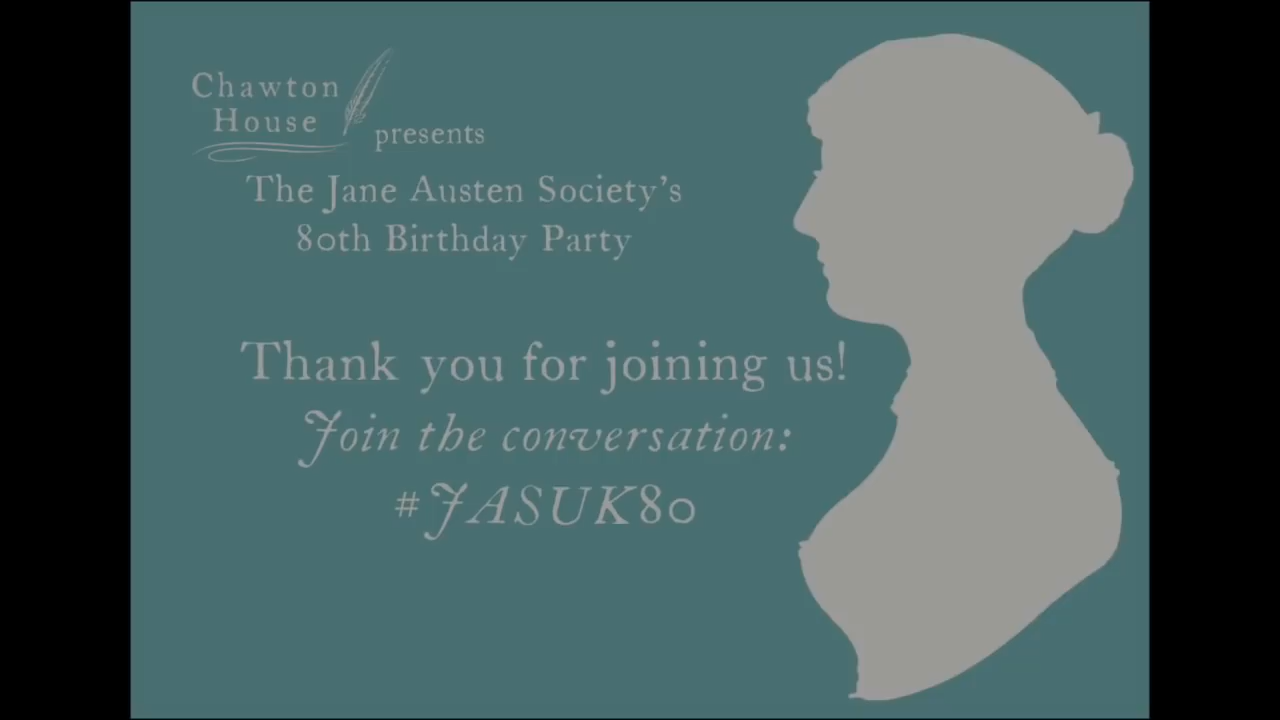 Chawton
House
presents
The Jane Austen Society's
80th Birthday Party
Thank you for joining us!
Join the conversation:
#JASUK80